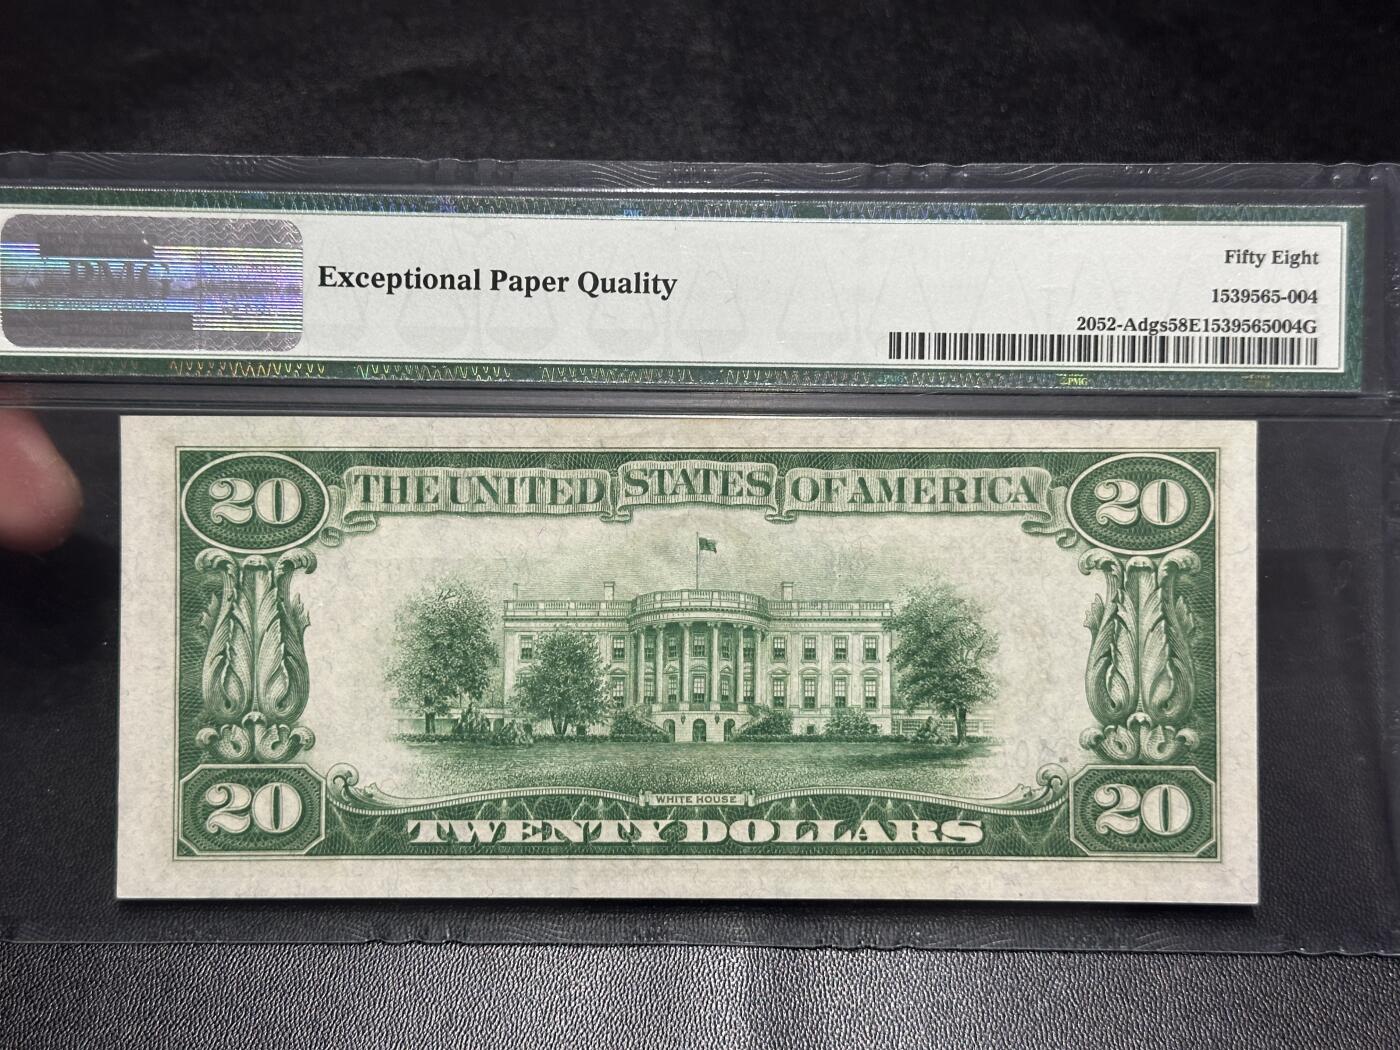 PMG
Exceptional Paper Quality
Fifty Eight
1539565-004
2052-Adgs58E1539565004G
20 THE UNITED STATES OF AMERICA 20
WHITE HOUSE
20 TWENTY DOLLARS 20